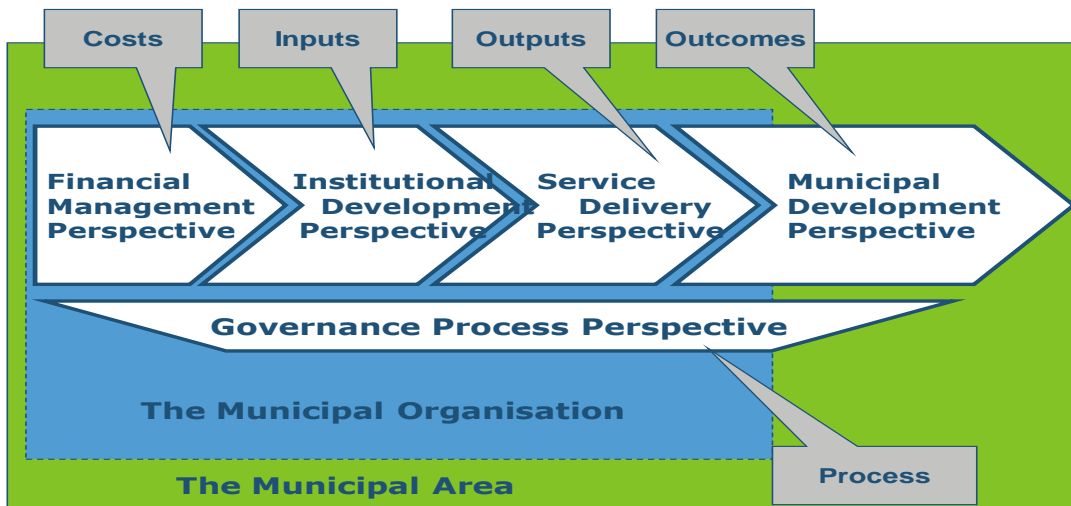 Costs
Inputs
Outputs
Outcomes
Financial
Management
Perspective
Institutional
Development
Perspective
Service
Delivery
Perspective
Municipal
Development
Perspective
Governance Process Perspective
The Municipal Organisation
Process
The Municipal Area